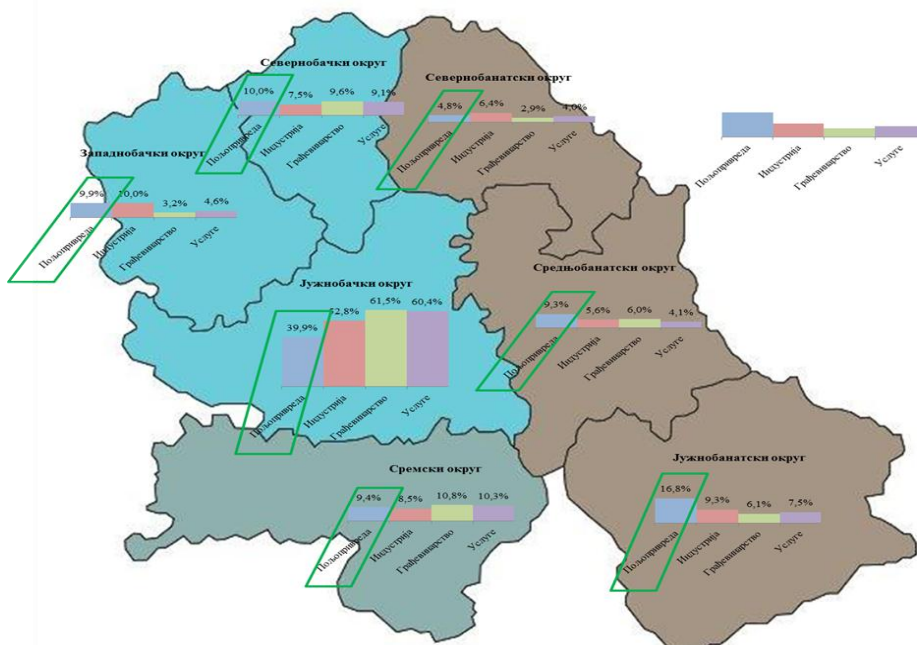 Севернобачки округ
10,0% 7,5% 9,6% 9,1%
Пољопривреда
Индустрија
Грађевинарство
Услуге
Севернобанатски округ
4,8% 6,4% 2,9% 4,0%
Пољопривреда
Индустрија
Грађевинарство
Услуге
Пољопривреда
Индустрија
Грађевинарство
Услуге
Западнобачки округ
9,9% 10,0% 3,2% 4,6%
Пољопривреда
Индустрија
Грађевинарство
Услуге
Јужнобачки округ
39,9% 52,8% 61,5% 60,4%
Пољопривреда
Индустрија
Грађевинарство
Услуге
Средњобанатски округ
9,3% 5,6% 6,0% 4,1%
Пољопривреда
Индустрија
Грађевинарство
Услуге
Сремски округ
9,4% 8,5% 10,8% 10,3%
Пољопривреда
Индустрија
Грађевинарство
Услуге
Јужнобанатски округ
16,8% 9,3% 6,1% 7,5%
Пољопривреда
Индустрија
Грађевинарство
Услуге